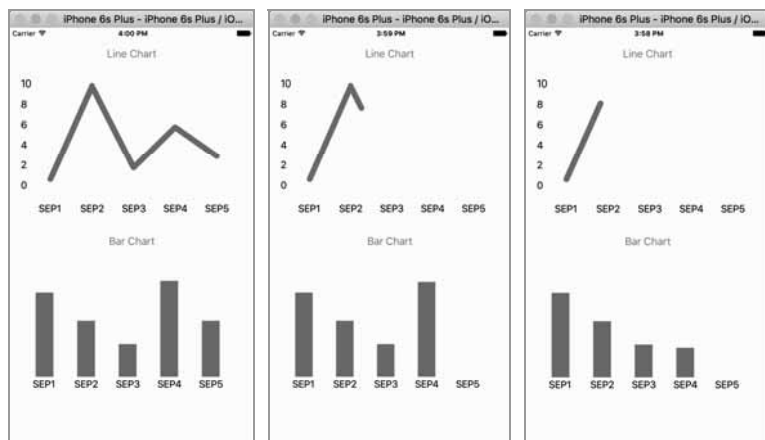 iPhone 6s Plus - iPhone 6s Plus / iO...
Carrier 4:00 PM
Line Chart
10
8
6
4
2
0
SEP1 SEP2 SEP3 SEP4 SEP5
Bar Chart
SEP1 SEP2 SEP3 SEP4 SEP5
iPhone 6s Plus - iPhone 6s Plus / iO...
Carrier 3:59 PM
Line Chart
10
8
6
4
2
0
SEP1 SEP2 SEP3 SEP4 SEP5
Bar Chart
SEP1 SEP2 SEP3 SEP4 SEP5
iPhone 6s Plus - iPhone 6s Plus / iO...
Carrier 3:58 PM
Line Chart
10
8
6
4
2
0
SEP1 SEP2 SEP3 SEP4 SEP5
Bar Chart
SEP1 SEP2 SEP3 SEP4 SEP5